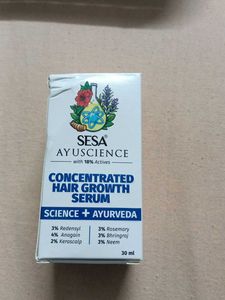 SESA®
AYUSCIENCE
with 18% Actives
CONCENTRATED
HAIR GROWTH
SERUM
SCIENCE + AYURVEDA
3% Redensyl 3% Rosemary
4% Anagain 3% Bhringraj
2% Kerascalp 3% Neem
30 ml